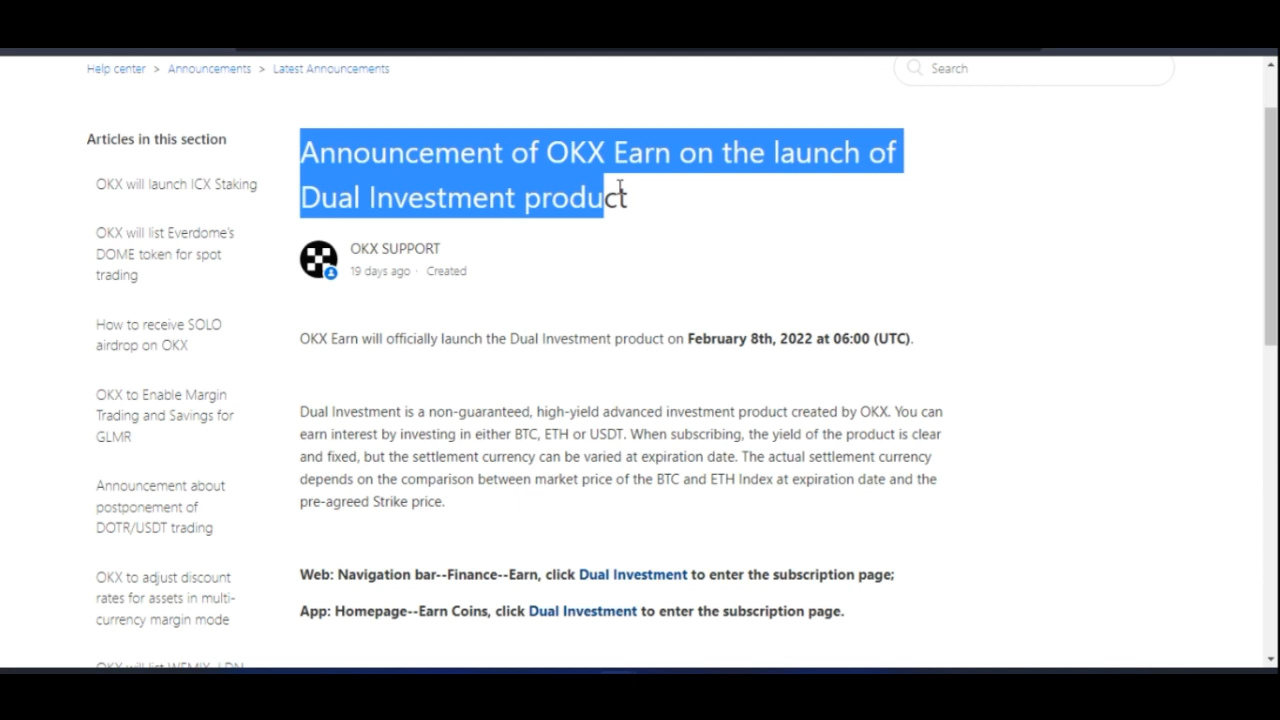 Help center > Announcements > Latest Announcements
Search
Articles in this section
OKX will launch ICX Staking
OKX will list Everdome's
DOME token for spot
trading
How to receive SOLO
airdrop on OKX
OKX to Enable Margin
Trading and Savings for
GLMR
Announcement about
postponement of
DOTR/USDT trading
OKX to adjust discount
rates for assets in multi-
currency margin mode
OKX will list WEMIX, LDN
Announcement of OKX Earn on the launch of
Dual Investment product
OKX SUPPORT
19 days ago · Created
OKX Earn will officially launch the Dual Investment product on February 8th, 2022 at 06:00 (UTC).
Dual Investment is a non-guaranteed, high-yield advanced investment product created by OKX. You can
earn interest by investing in either BTC, ETH or USDT. When subscribing, the yield of the product is clear
and fixed, but the settlement currency can be varied at expiration date. The actual settlement currency
depends on the comparison between market price of the BTC and ETH Index at expiration date and the
pre-agreed Strike price.
Web: Navigation bar--Finance--Earn, click Dual Investment to enter the subscription page;
App: Homepage--Earn Coins, click Dual Investment to enter the subscription page.